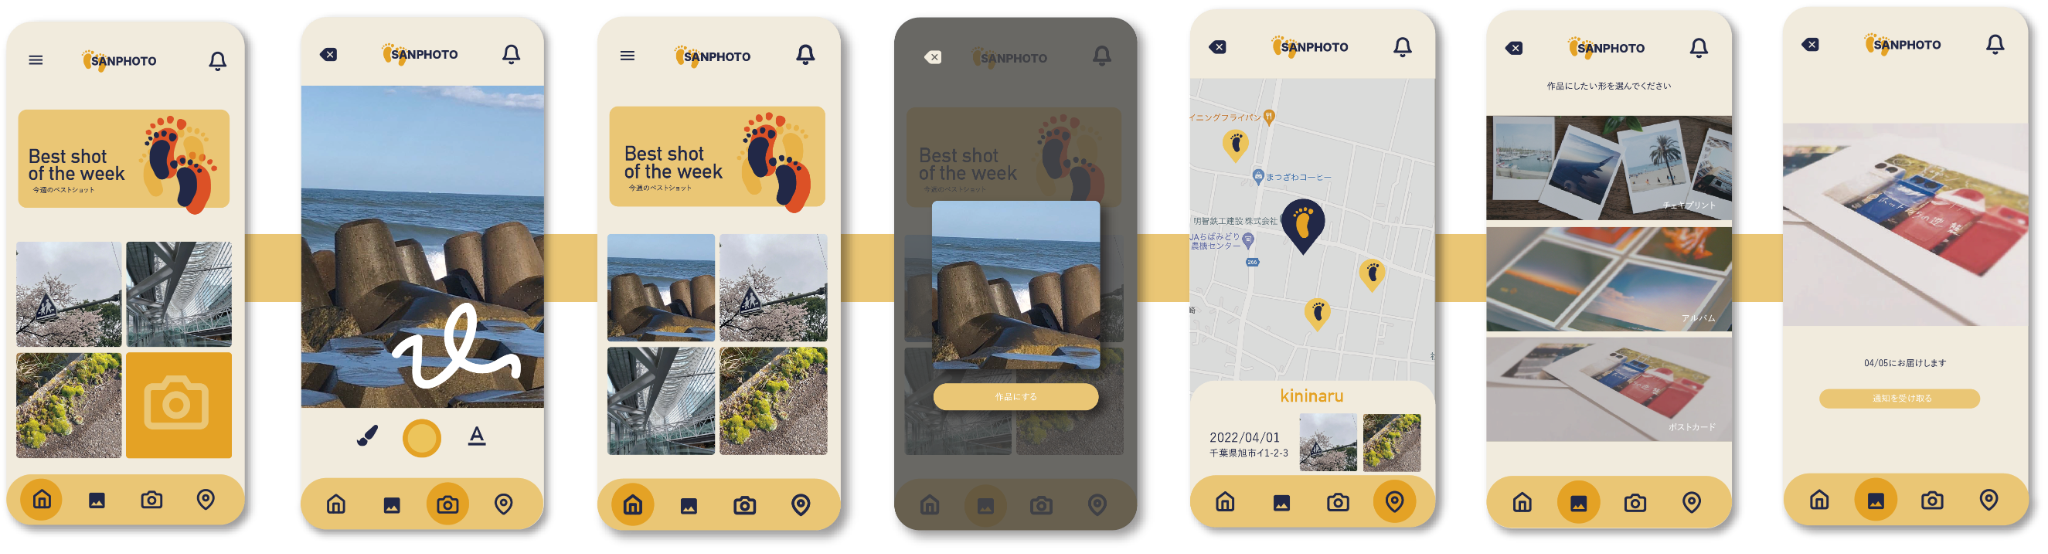 SANPHOTO
Best shot
of the week
今週のベストショット
SANPHOTO
A
SANPHOTO
Best shot
of the week
今週のベストショット
SANPHOTO
Best shot
of the week
今週のベストショット
作品にする
SANPHOTO
イニングフライパン
まつざわコーヒー
明智鉄工建設 株式会社
JAちばみどり
農機センター
266
kininaru
2022/04/01
千葉県旭市イ1-2-3
SANPHOTO
作品にしたい形を選んでください
チェキプリント
アルバム
ポストカード
SANPHOTO
04/05にお届けします
通知を受け取る